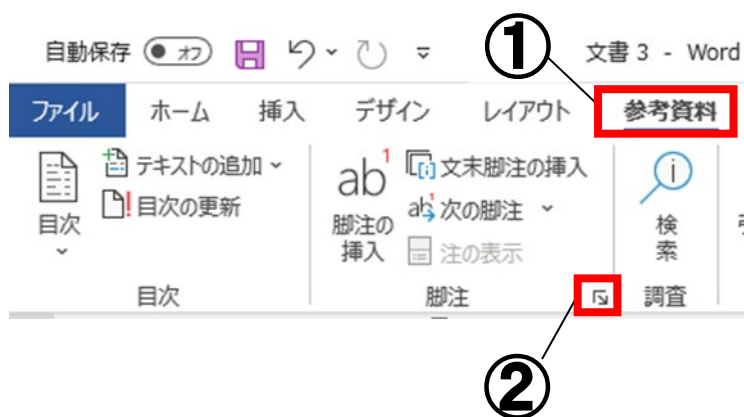 ①
自動保存 オフ 文書 3 - Word
ファイル ホーム 挿入 デザイン レイアウト 参考資料
目次
テキストの追加
目次の更新
ab1
脚注の
挿入
文末脚注の挿入
ab1 次の脚注
注の表示
検
索
目次 脚注 調査
②